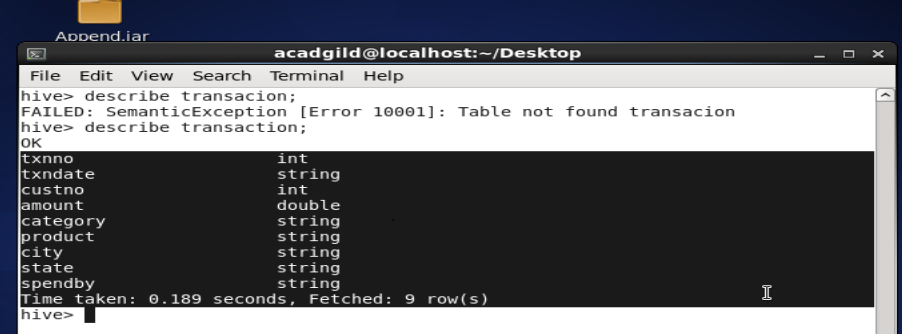 Append.jar
acadgild@localhost:~/Desktop
File Edit View Search Terminal Help
hive> describe transacion;
FAILED: SemanticException [Error 10001]: Table not found transacion
hive> describe transaction;
OK
txnno int
txndate string
custno int
amount double
category string
product string
city string
state string
spendby string
Time taken: 0.189 seconds, Fetched: 9 row(s)
hive>